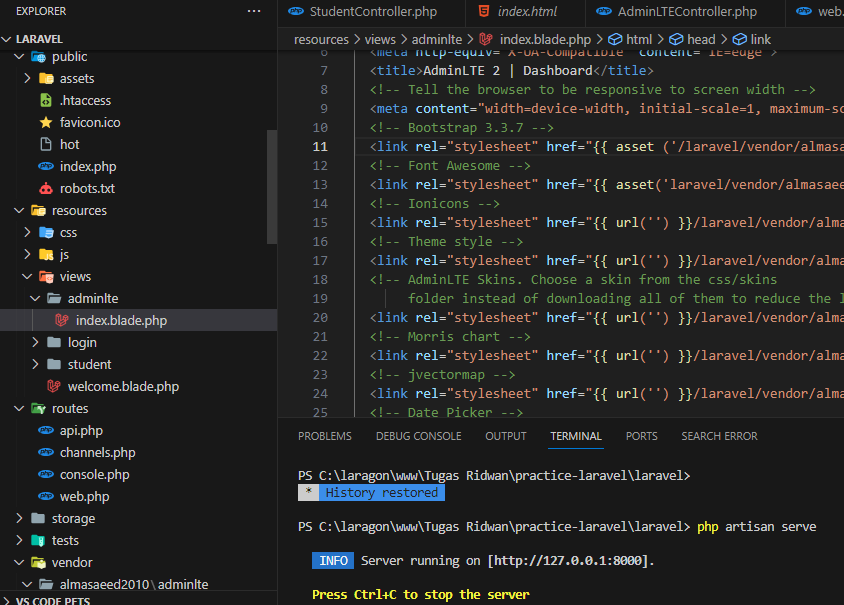 EXPLORER ...
LARAVEL
public
assets
.htaccess
favicon.ico
hot
index.php
robots.txt
resources
css
js
views
adminlte
index.blade.php
login
student
welcome.blade.php
routes
api.php
channels.php
console.php
web.php
storage
tests
vendor
almasaeed2010\adminlte
VS CODE PETS
StudentController.php index.html AdminLTEController.php web.
resources > views > adminlte > index.blade.php > html > head > link
6 <meta http-equiv="X-UA-Compatible" content="IE=edge">
7 <title>AdminLTE 2 | Dashboard</title>
8 <!-- Tell the browser to be responsive to screen width -->
9 <meta content="width=device-width, initial-scale=1, maximum-sc
10 <!-- Bootstrap 3.3.7 -->
11 <link rel="stylesheet" href="{{ asset ('/laravel/vendor/almasa
12 <!-- Font Awesome -->
13 <link rel="stylesheet" href="{{ asset('laravel/vendor/almasaee
14 <!-- Ionicons -->
15 <link rel="stylesheet" href="{{ url('') }}/laravel/vendor/alma
16 <!-- Theme style -->
17 <link rel="stylesheet" href="{{ url('') }}/laravel/vendor/alma
18 <!-- AdminLTE Skins. Choose a skin from the css/skins
19 folder instead of downloading all of them to reduce the l
20 <link rel="stylesheet" href="{{ url('') }}/laravel/vendor/alma
21 <!-- Morris chart -->
22 <link rel="stylesheet" href="{{ url('') }}/laravel/vendor/alma
23 <!-- jvectormap -->
24 <link rel="stylesheet" href="{{ url('') }}/laravel/vendor/alma
25 <!-- Date Picker -->
PROBLEMS DEBUG CONSOLE OUTPUT TERMINAL PORTS SEARCH ERROR
PS C:\laragon\www\Tugas Ridwan\practice-laravel\laravel>
* History restored
PS C:\laragon\www\Tugas Ridwan\practice-laravel\laravel> php artisan serve
INFO Server running on [http://127.0.0.1:8000].
Press Ctrl+C to stop the server